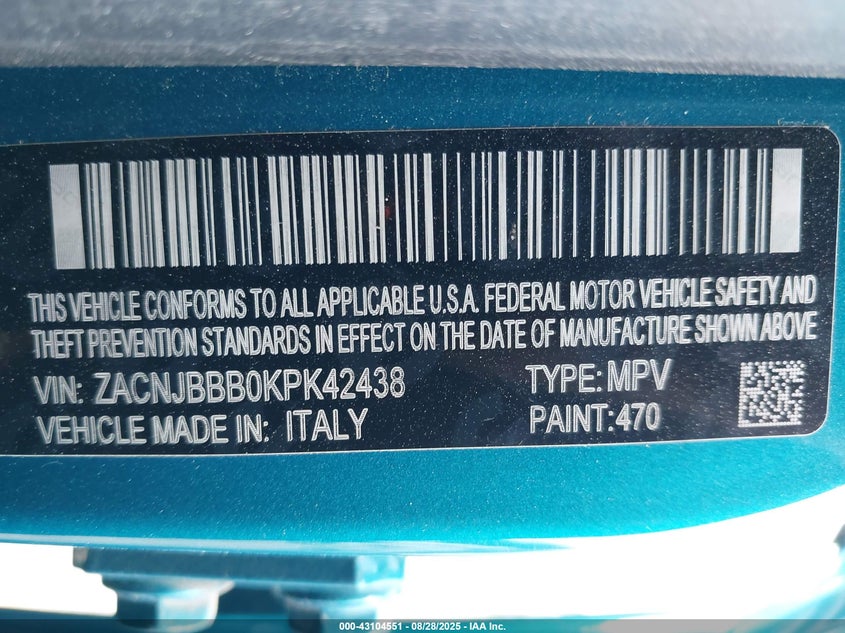 THIS VEHICLE CONFORMS TO ALL APPLICABLE U.S.A. FEDERAL MOTOR VEHICLE SAFETY AND
THEFT PREVENTION STANDARDS IN EFFECT ON THE DATE OF MANUFACTURE SHOWN ABOVE
VIN: ZACNJBBB0KPK42438 TYPE: MPV
VEHICLE MADE IN: ITALY PAINT: 470
000-43104551 | 08/28/2025 - IAA Inc.